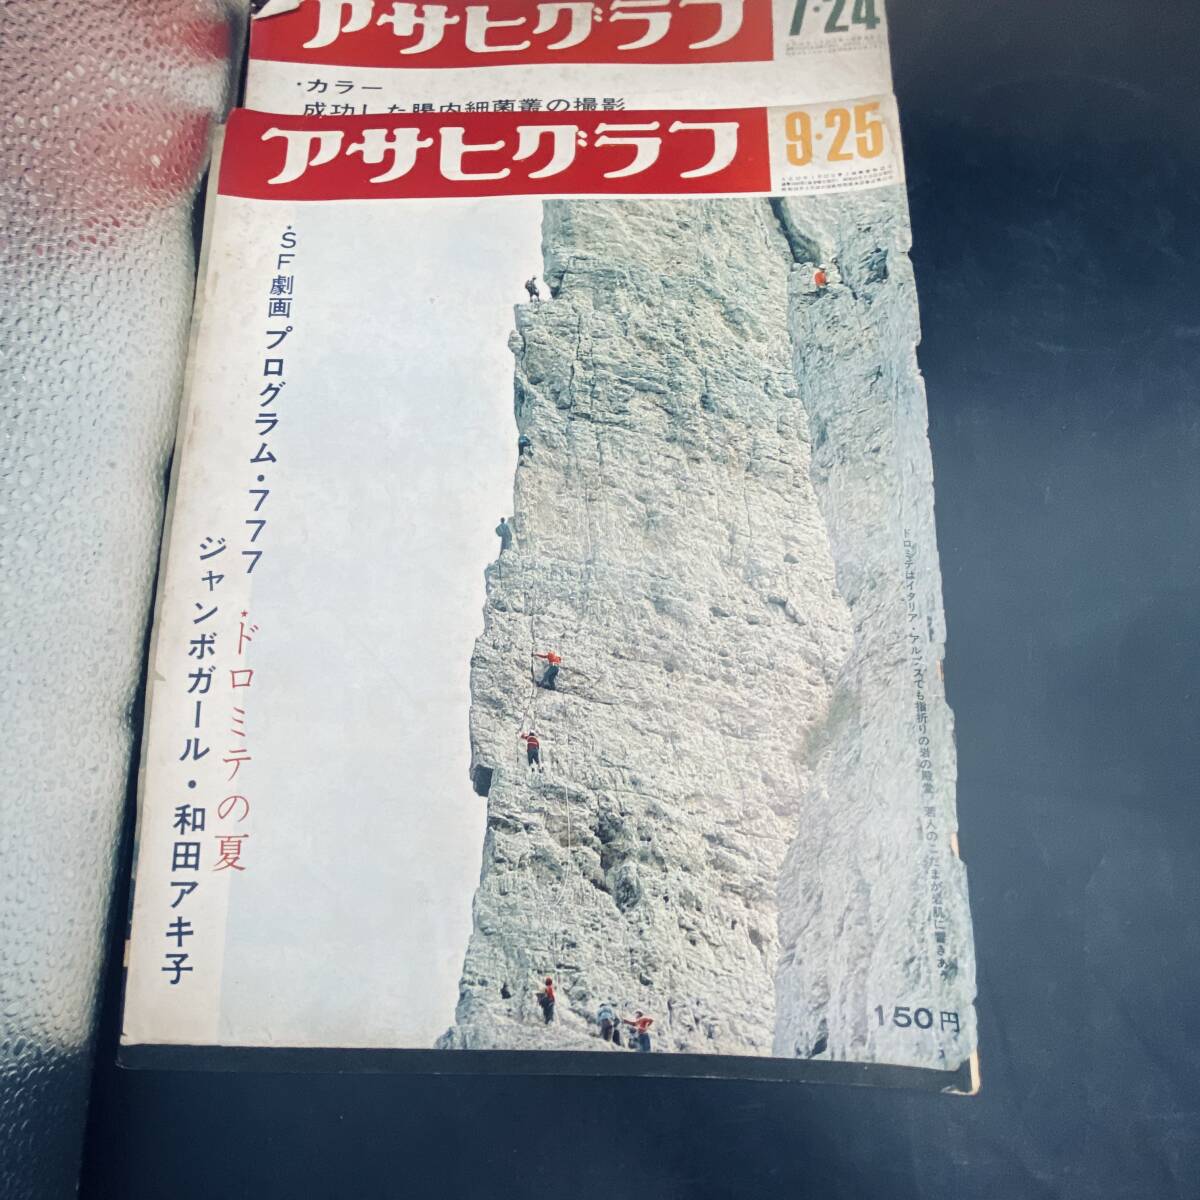 アサヒグラフ
7・24
・カラー
成功した腸内細菌叢の撮影
アサヒグラフ
9・25
・SF劇画 プログラム・777
★ドロミテの夏
ジャンボガール・和田アキ子
ドロミテはイタリア・アルプスでも指折りの岩の殿堂
150円